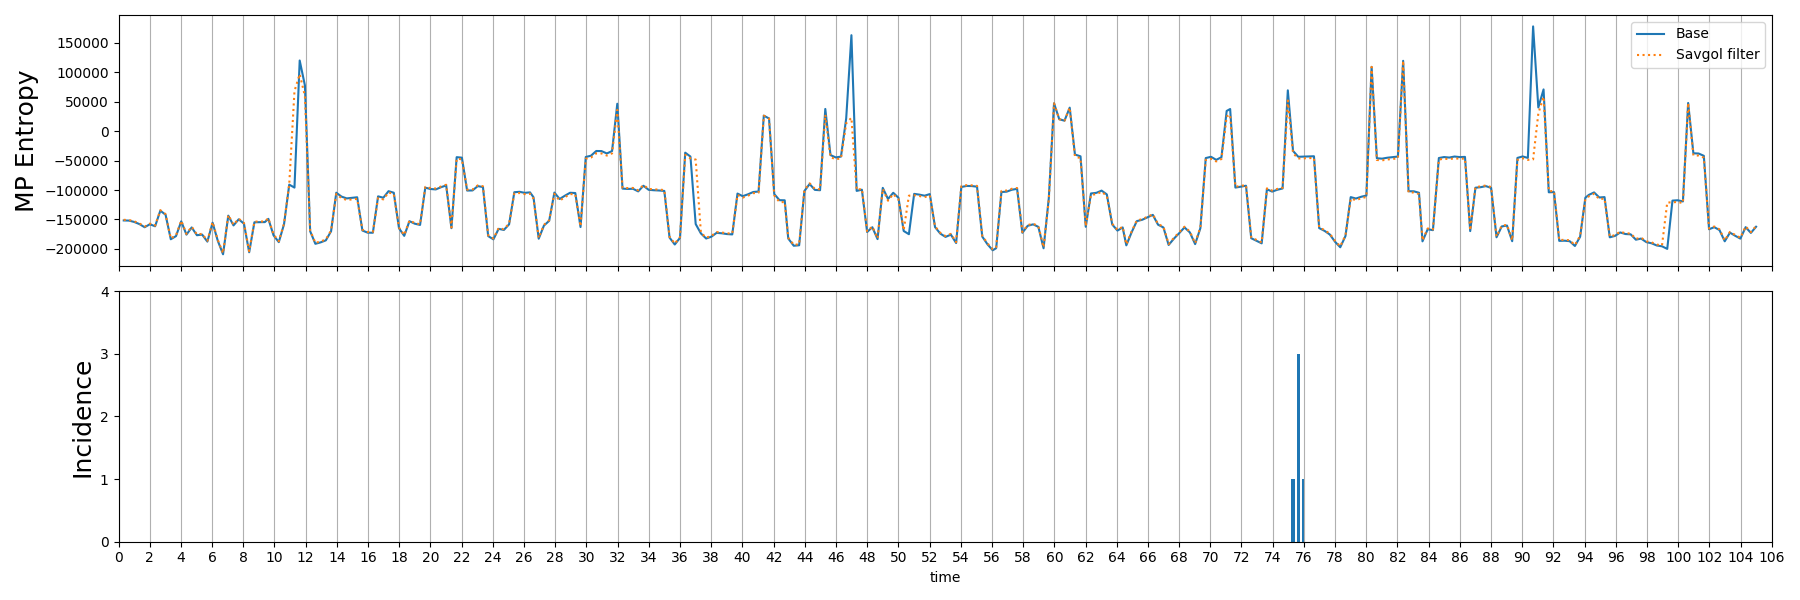 MP Entropy
150000
100000
50000
0
−50000
−100000
−150000
−200000
Base
Savgol filter
Incidence
4
3
2
1
0
0 2 4 6 8 10 12 14 16 18 20 22 24 26 28 30 32 34 36 38 40 42 44 46 48 50 52 54 56 58 60 62 64 66 68 70 72 74 76 78 80 82 84 86 88 90 92 94 96 98 100 102 104 106
time